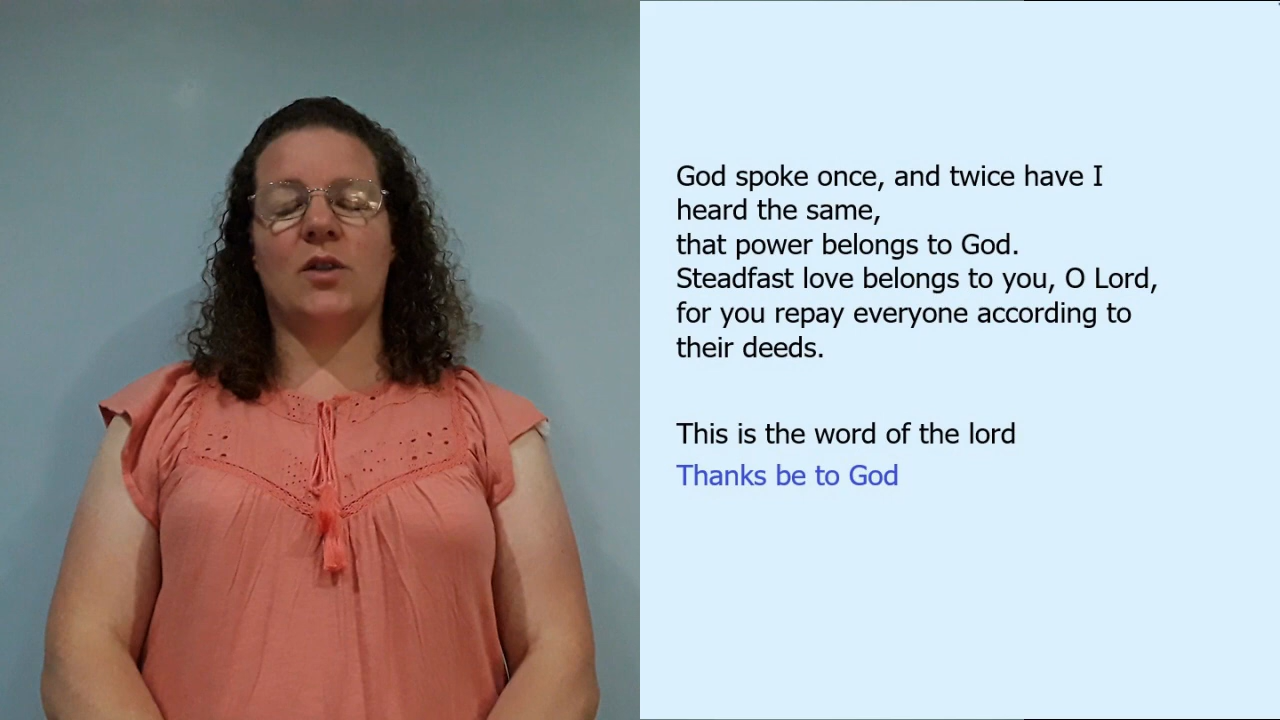 God spoke once, and twice have I
heard the same,
that power belongs to God.
Steadfast love belongs to you, O Lord,
for you repay everyone according to
their deeds.
This is the word of the lord
Thanks be to God